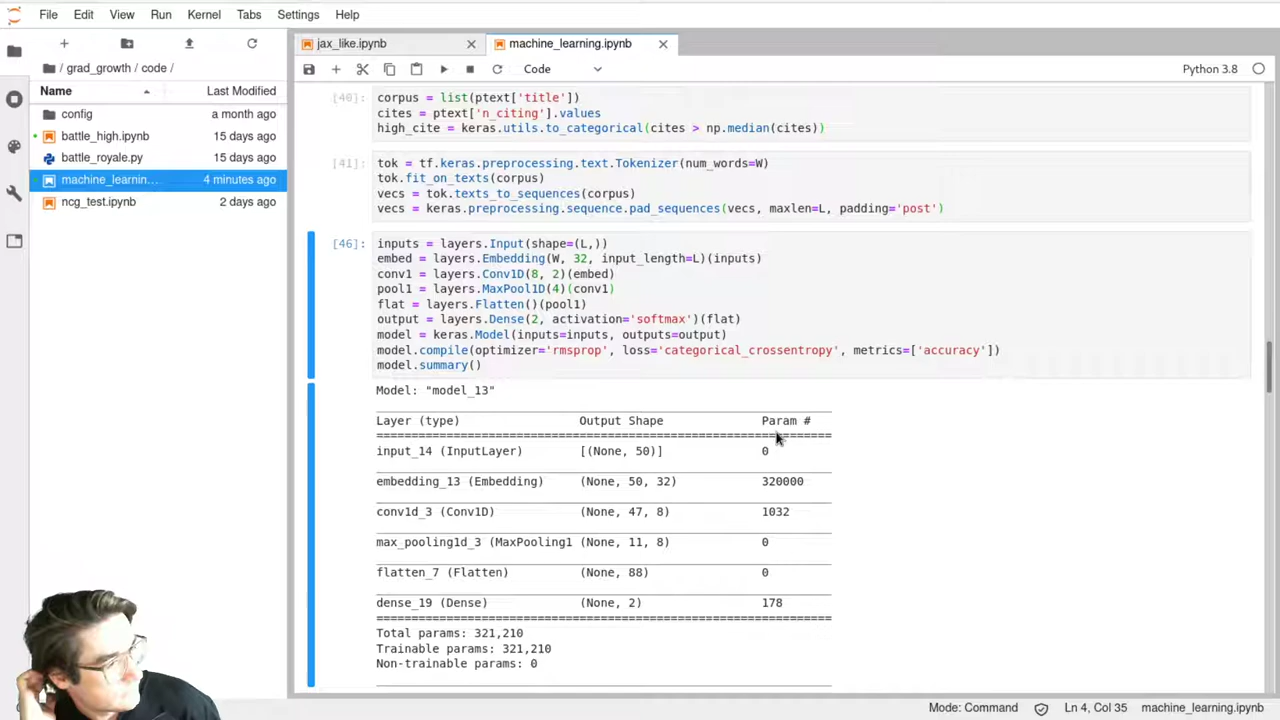 File Edit View Run Kernel Tabs Settings Help
jax_like.ipynb machine_learning.ipynb
Code Python 3.8
/ grad_growth / code /
Name Last Modified
config a month ago
battle_high.ipynb 15 days ago
battle_royale.py 15 days ago
machine_learnin... 4 minutes ago
ncg_test.ipynb 2 days ago
[40]: corpus = list(ptext['title'])
cites = ptext['n_citing'].values
high_cite = keras.utils.to_categorical(cites > np.median(cites))
[41]: tok = tf.keras.preprocessing.text.Tokenizer(num_words=W)
tok.fit_on_texts(corpus)
vecs = tok.texts_to_sequences(corpus)
vecs = keras.preprocessing.sequence.pad_sequences(vecs, maxlen=L, padding='post')
[46]: inputs = layers.Input(shape=(L,))
embed = layers.Embedding(W, 32, input_length=L)(inputs)
conv1 = layers.Conv1D(8, 2)(embed)
pool1 = layers.MaxPool1D(4)(conv1)
flat = layers.Flatten()(pool1)
output = layers.Dense(2, activation='softmax')(flat)
model = keras.Model(inputs=inputs, outputs=output)
model.compile(optimizer='rmsprop', loss='categorical_crossentropy', metrics=['accuracy'])
model.summary()
Model: "model_13"
Layer (type) Output Shape Param #
input_14 (InputLayer) [(None, 50)] 0
embedding_13 (Embedding) (None, 50, 32) 320000
conv1d_3 (Conv1D) (None, 47, 8) 1032
max_pooling1d_3 (MaxPooling1 (None, 11, 8) 0
flatten_7 (Flatten) (None, 88) 0
dense_19 (Dense) (None, 2) 178
Total params: 321,210
Trainable params: 321,210
Non-trainable params: 0
Mode: Command Ln 4, Col 35 machine_learning.ipynb